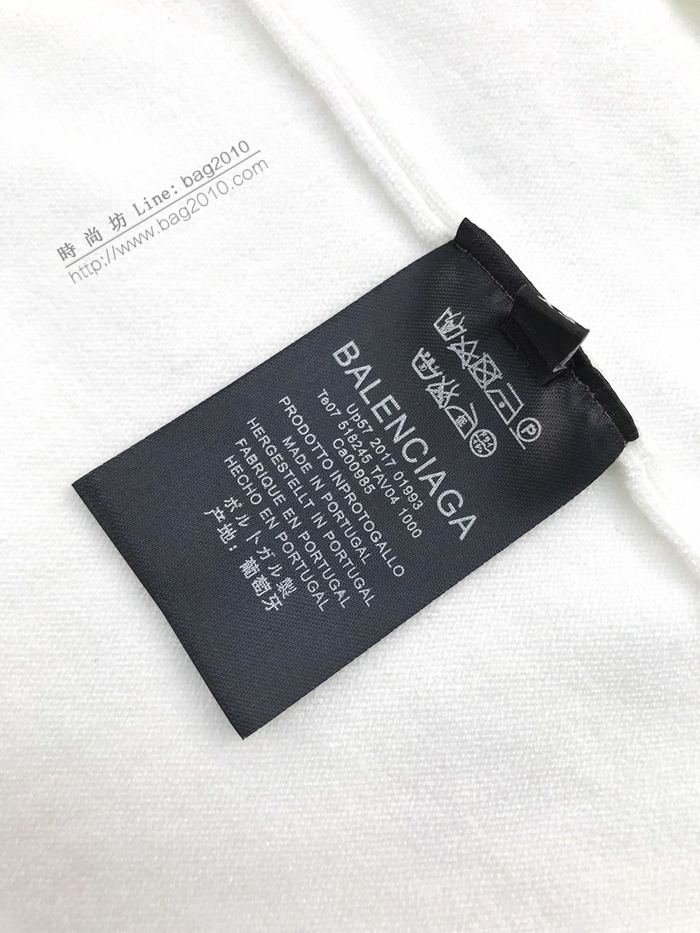 時尚坊 Line: bag2010
http://www.bag2010.com
BALENCIAGA
Up57 2017 01993
Te07 518245 TAV04 1000
Ca00985
PRODOTTO INPROTOGALLO
MADE IN PORTUGAL
HERGESTELLT IN PORTUGAL
FABRIQUE EN PORTUGAL
HECHO EN PORTUGAL
ポルトガル製
产地：葡萄牙
P